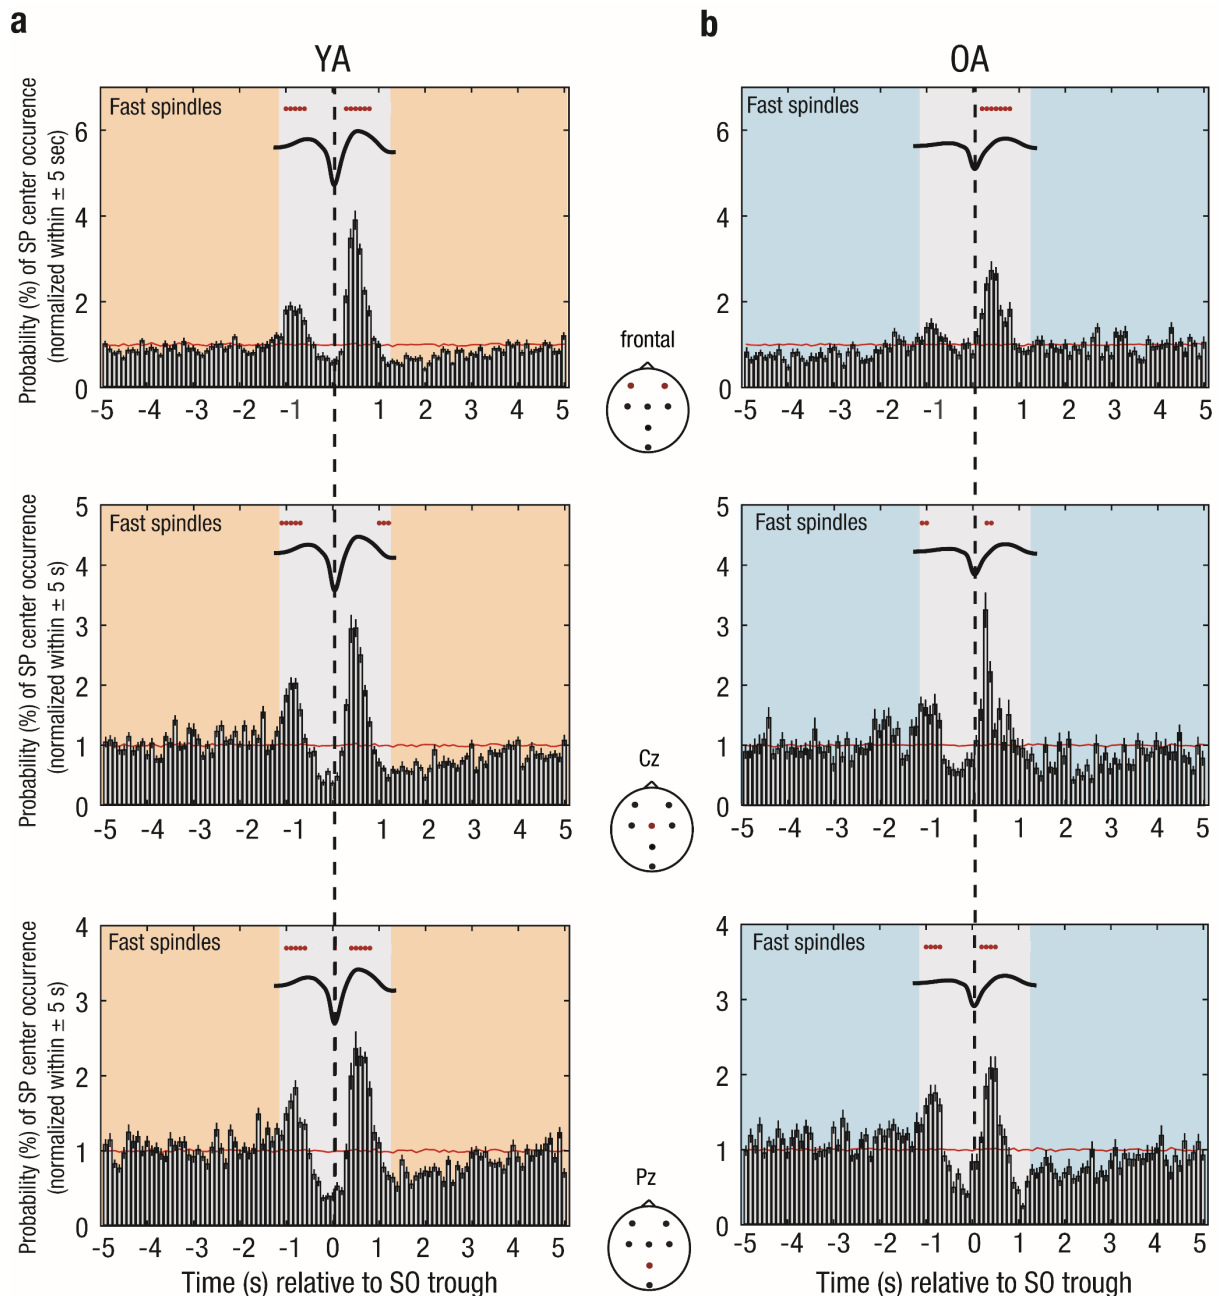 a
b
YA
OA
Probability (%) of SP center occurence
(normalized within ± 5 sec)
Fast spindles
6
4
2
0
-5 -4 -3 -2 -1 0 1 2 3 4 5
Fast spindles
6
4
2
0
-5 -4 -3 -2 -1 0 1 2 3 4 5
frontal
Probability (%) of SP center occurrence
(normalized within ± 5 s)
Fast spindles
5
4
3
2
1
0
-5 -4 -3 -2 -1 0 1 2 3 4 5
Fast spindles
5
4
3
2
1
0
-5 -4 -3 -2 -1 0 1 2 3 4 5
Cz
Probability (%) of SP center occurrence
(normalized within ± 5 s)
Fast spindles
4
3
2
1
0
-5 -4 -3 -2 -1 0 1 2 3 4 5
Time (s) relative to SO trough
Fast spindles
4
3
2
1
0
-5 -4 -3 -2 -1 0 1 2 3 4 5
Time (s) relative to SO trough
Pz